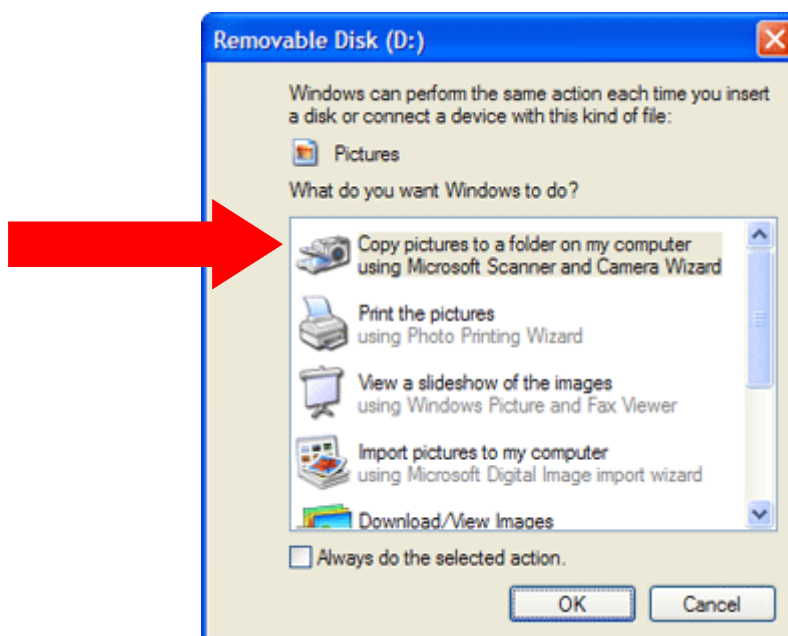 Removable Disk (D:)
Windows can perform the same action each time you insert
a disk or connect a device with this kind of file:
Pictures
What do you want Windows to do?
Copy pictures to a folder on my computer
using Microsoft Scanner and Camera Wizard
Print the pictures
using Photo Printing Wizard
View a slideshow of the images
using Windows Picture and Fax Viewer
Import pictures to my computer
using Microsoft Digital Image import wizard
Download/View Images
Always do the selected action.
OK
Cancel